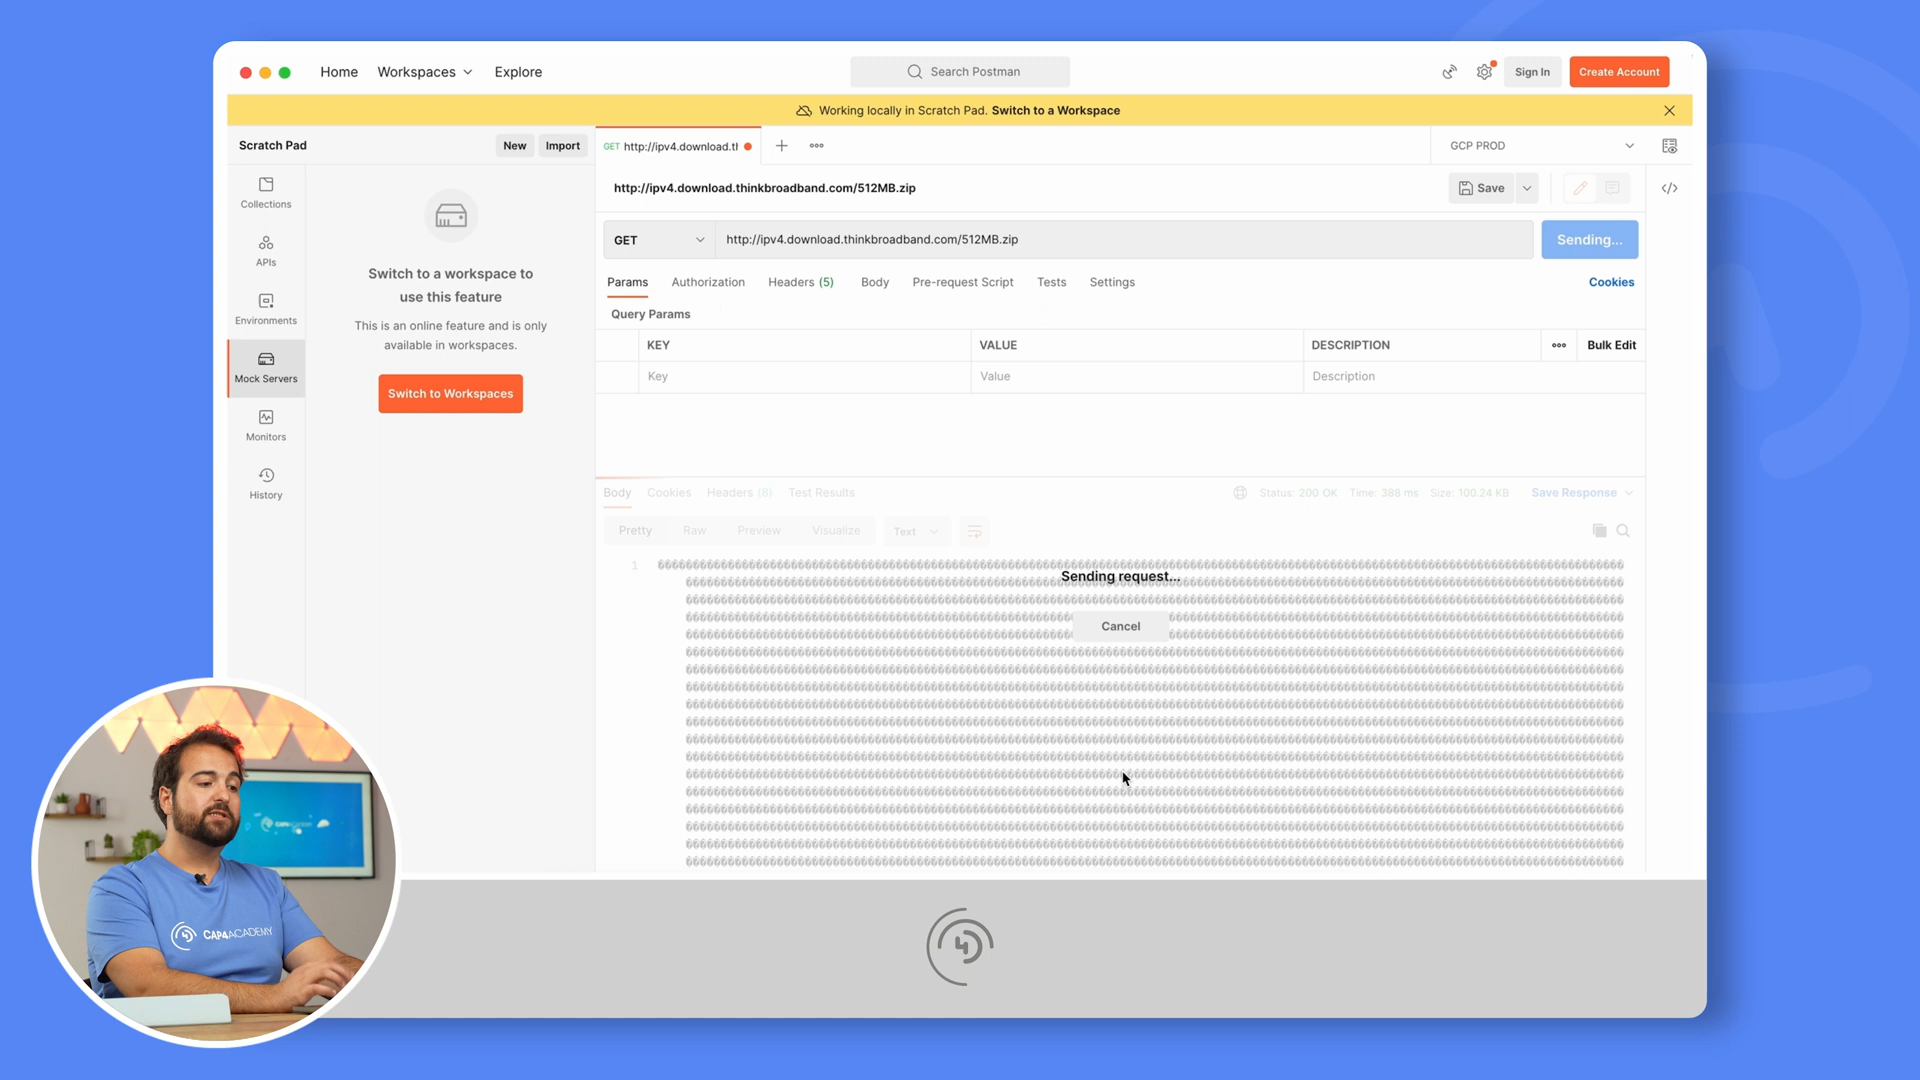 Home Workspaces Explore
Search Postman
Sign In
Create Account
Working locally in Scratch Pad. Switch to a Workspace
Scratch Pad
New
Import
GET http://ipv4.download.tl
GCP PROD
http://ipv4.download.thinkbroadband.com/512MB.zip
Save
GET
http://ipv4.download.thinkbroadband.com/512MB.zip
Sending...
Params Authorization Headers (5) Body Pre-request Script Tests Settings
Cookies
Query Params
KEY VALUE DESCRIPTION
Bulk Edit
Key Value Description
Collections
APIs
Environments
Mock Servers
Monitors
History
Switch to a workspace to
use this feature
This is an online feature and is only
available in workspaces.
Switch to Workspaces
Body Cookies Headers (8) Test Results
Status: 200 OK Time: 388 ms Size: 100.24 KB
Save Response
Pretty Raw Preview Visualize
Text
1
Sending request...
Cancel
CAP4ACADEMY